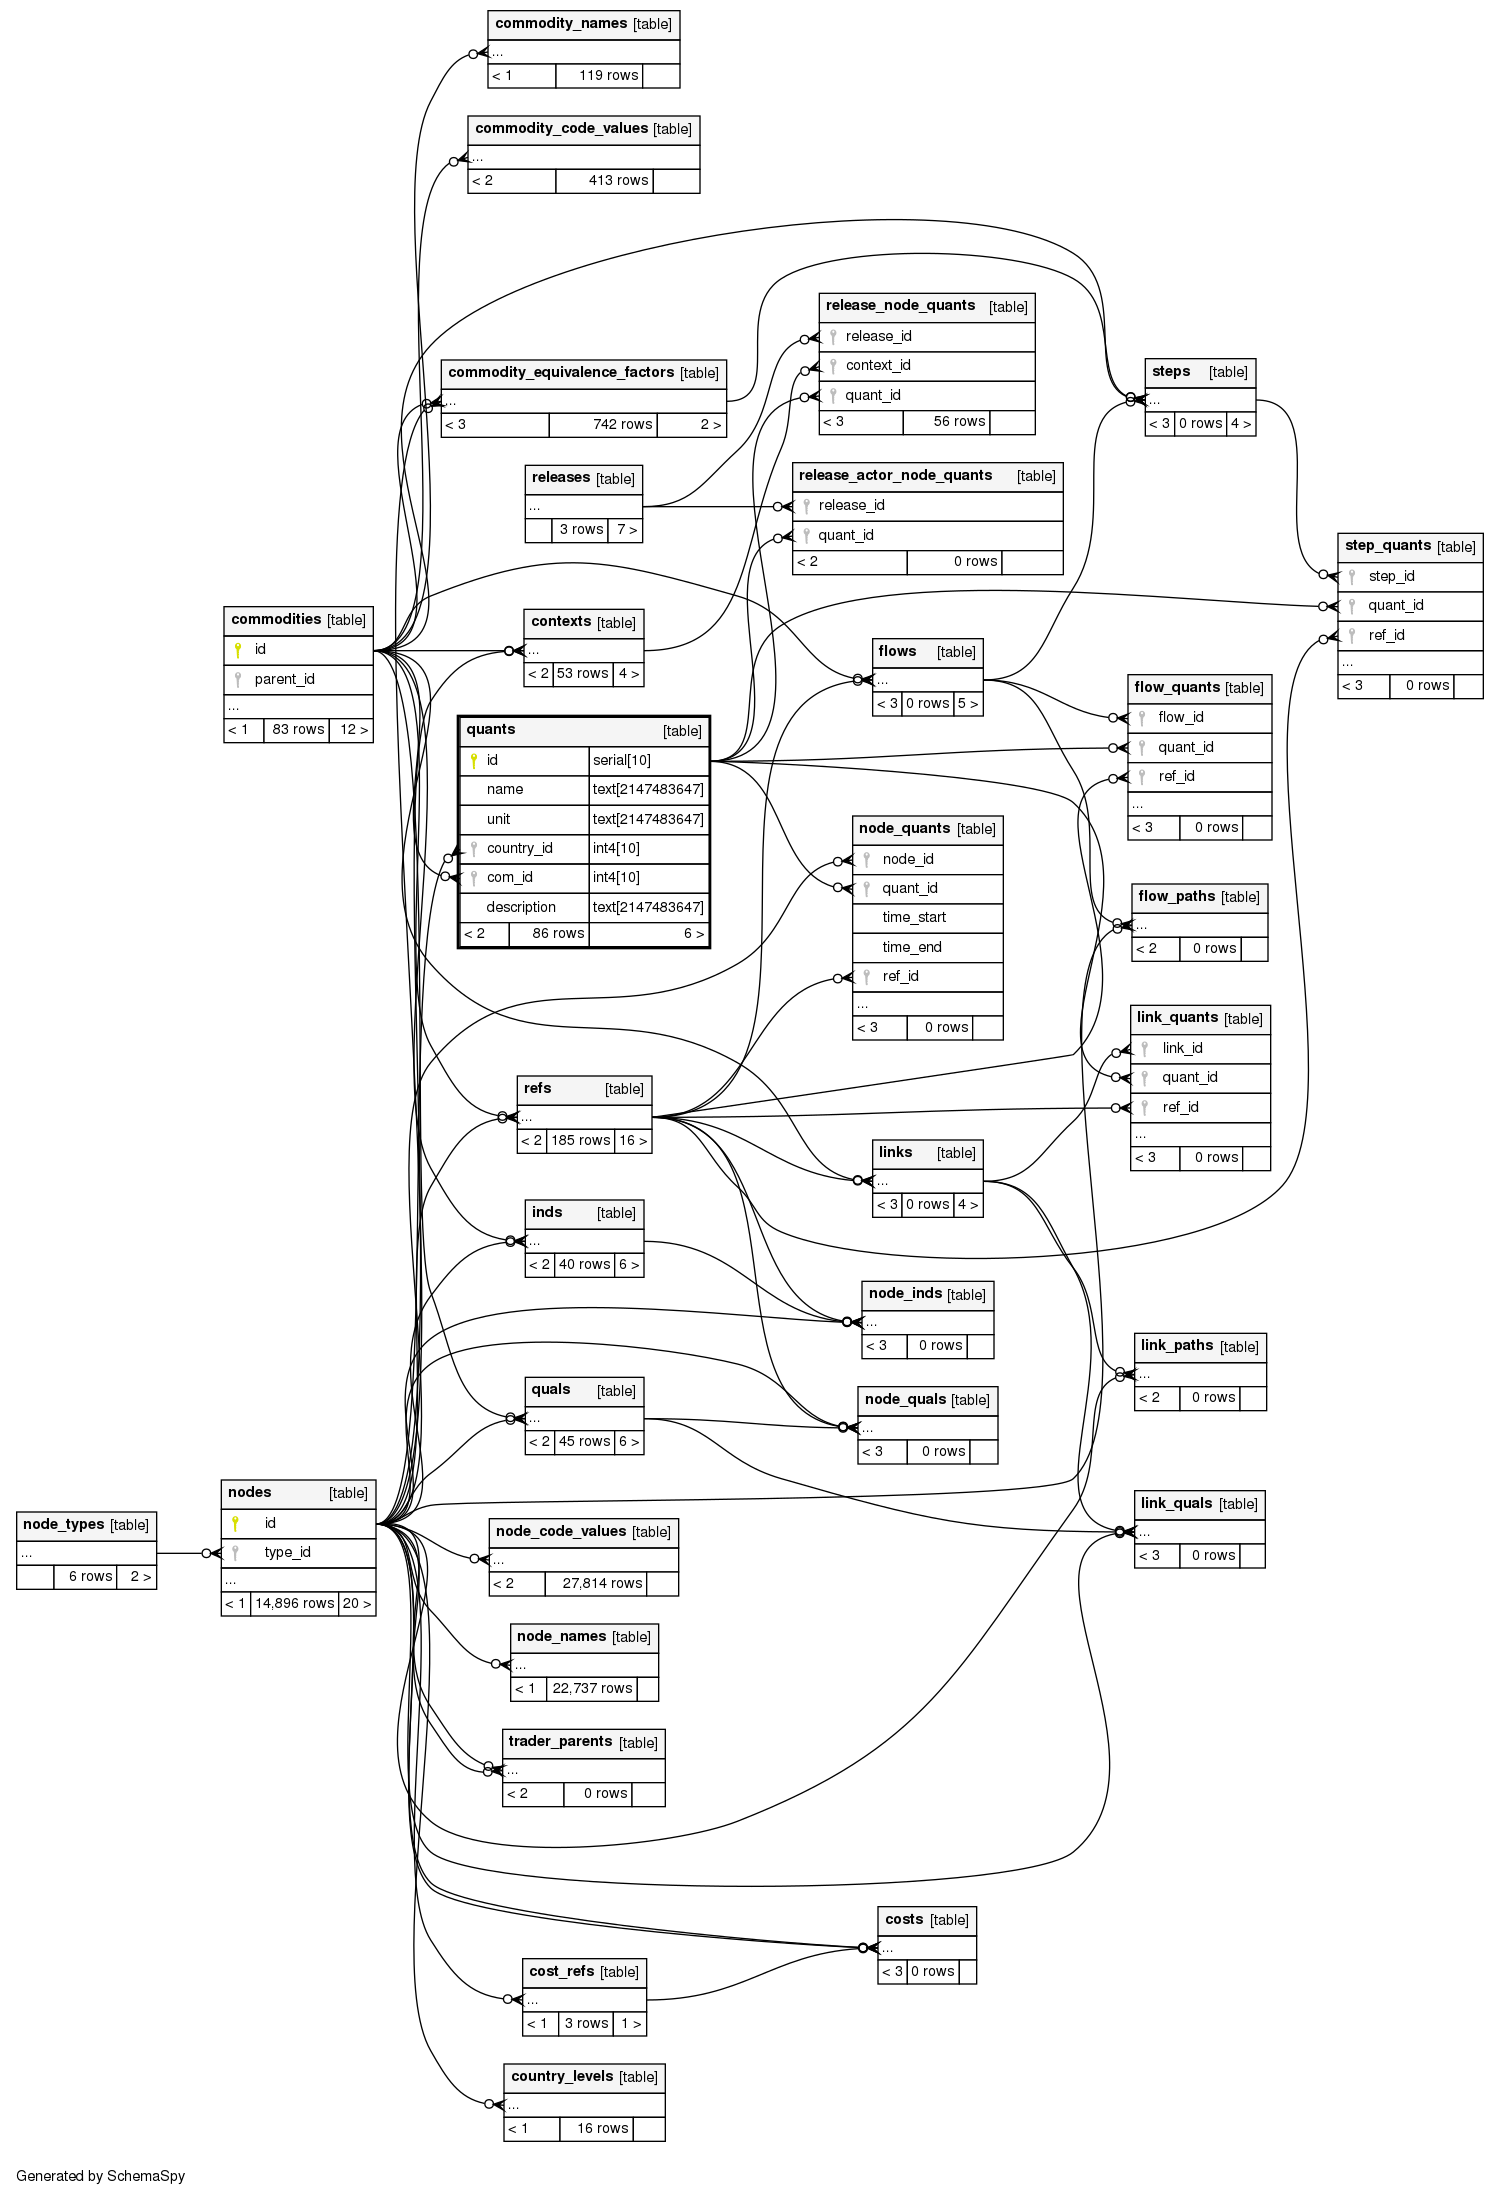 commodity_names [table]
...
< 1 119 rows
commodity_code_values [table]
...
< 2 413 rows
release_node_quants [table]
release_id
context_id
quant_id
< 3 56 rows
commodity_equivalence_factors [table]
...
< 3 742 rows 2 >
steps [table]
...
< 3 0 rows 4 >
releases [table]
...
3 rows 7 >
release_actor_node_quants [table]
release_id
quant_id
< 2 0 rows
step_quants [table]
step_id
quant_id
ref_id
...
< 3 0 rows
commodities [table]
id
parent_id
...
< 1 83 rows 12 >
contexts [table]
...
< 2 53 rows 4 >
flows [table]
...
< 3 0 rows 5 >
flow_quants [table]
flow_id
quant_id
ref_id
...
< 3 0 rows
quants [table]
id serial[10]
name text[2147483647]
unit text[2147483647]
country_id int4[10]
com_id int4[10]
description text[2147483647]
< 2 86 rows 6 >
node_quants [table]
node_id
quant_id
time_start
time_end
ref_id
...
< 3 0 rows
flow_paths [table]
...
< 2 0 rows
link_quants [table]
link_id
quant_id
ref_id
...
< 3 0 rows
refs [table]
...
< 2 185 rows 16 >
links [table]
...
< 3 0 rows 4 >
inds [table]
...
< 2 40 rows 6 >
node_inds [table]
...
< 3 0 rows
link_paths [table]
...
< 2 0 rows
quals [table]
...
< 2 45 rows 6 >
node_quals [table]
...
< 3 0 rows
nodes [table]
id
type_id
...
< 1 14,896 rows 20 >
node_types [table]
...
6 rows 2 >
link_quals [table]
...
< 3 0 rows
node_code_values [table]
...
< 2 27,814 rows
node_names [table]
...
< 1 22,737 rows
trader_parents [table]
...
< 2 0 rows
costs [table]
...
< 3 0 rows
cost_refs [table]
...
< 1 3 rows 1 >
country_levels [table]
...
< 1 16 rows
Generated by SchemaSpy